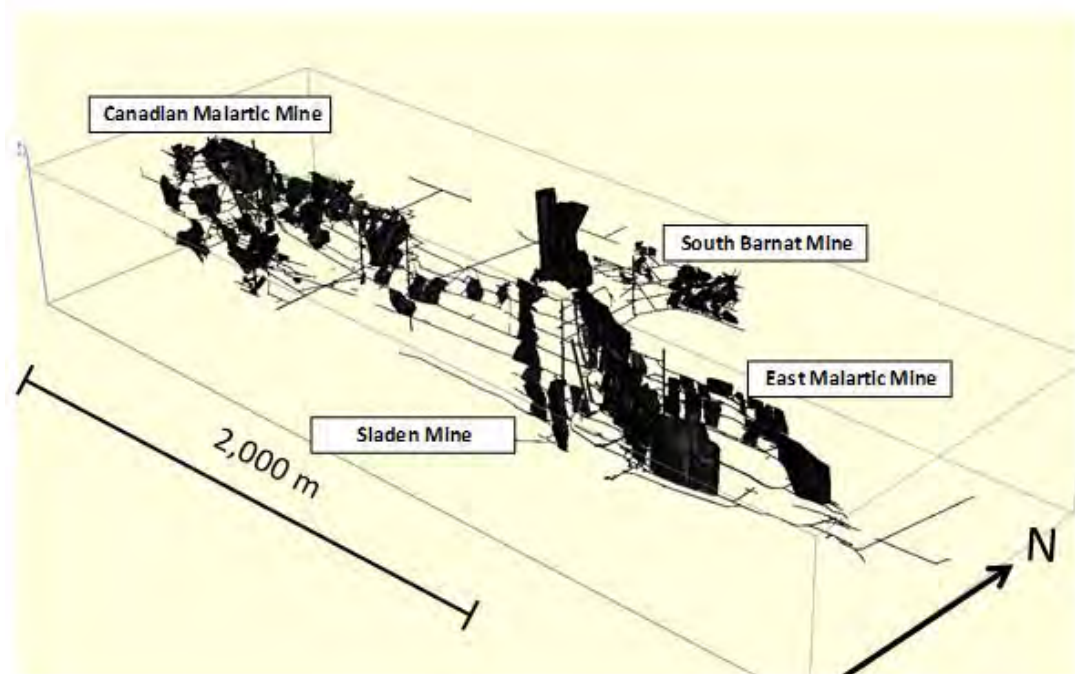 Canadian Malartic Mine
South Barnat Mine
East Malartic Mine
Sladen Mine
2,000 m
N